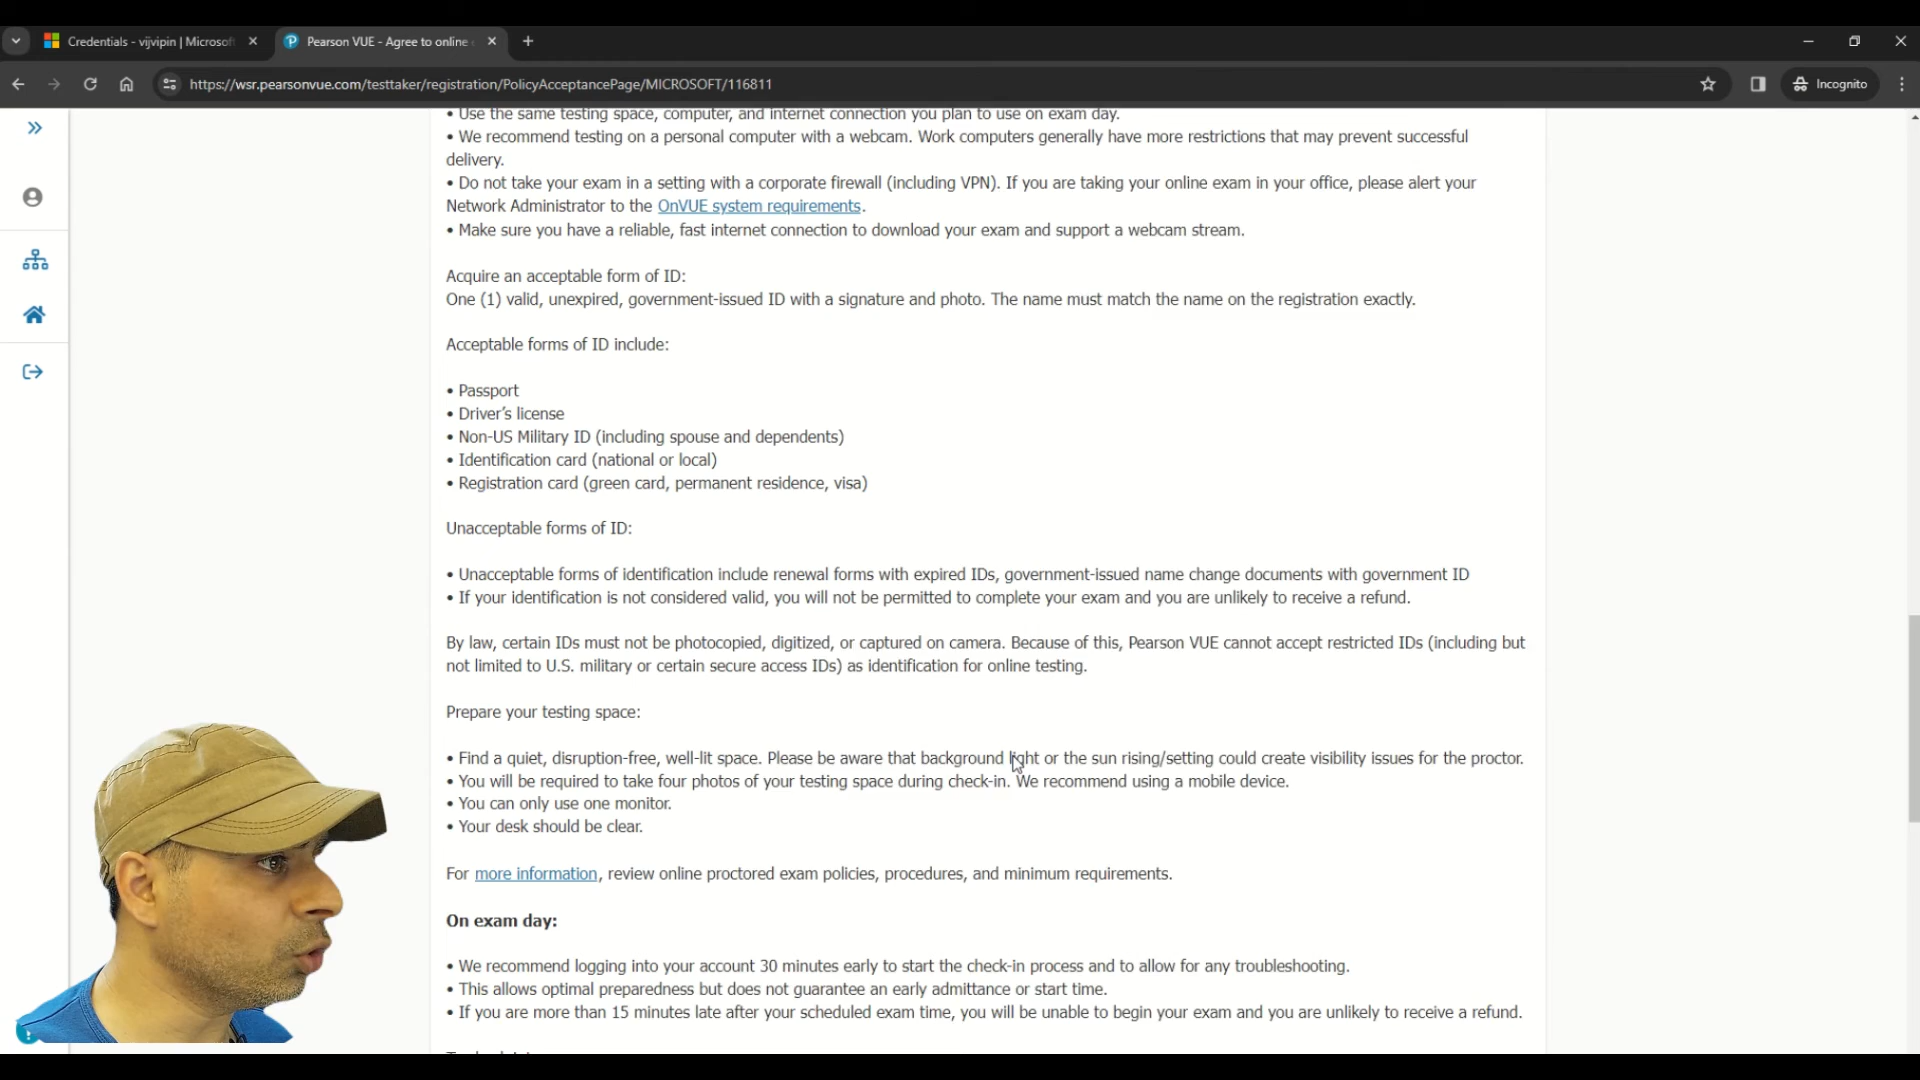 Credentials - vijvipin | Microsof
Pearson VUE - Agree to online
https://wsr.pearsonvue.com/testtaker/registration/PolicyAcceptancePage/MICROSOFT/116811
Incognito
• Use the same testing space, computer, and internet connection you plan to use on exam day.
• We recommend testing on a personal computer with a webcam. Work computers generally have more restrictions that may prevent successful
delivery.
• Do not take your exam in a setting with a corporate firewall (including VPN). If you are taking your online exam in your office, please alert your
Network Administrator to the OnVUE system requirements.
• Make sure you have a reliable, fast internet connection to download your exam and support a webcam stream.
Acquire an acceptable form of ID:
One (1) valid, unexpired, government-issued ID with a signature and photo. The name must match the name on the registration exactly.
Acceptable forms of ID include:
• Passport
• Driver's license
• Non-US Military ID (including spouse and dependents)
• Identification card (national or local)
• Registration card (green card, permanent residence, visa)
Unacceptable forms of ID:
• Unacceptable forms of identification include renewal forms with expired IDs, government-issued name change documents with government ID
• If your identification is not considered valid, you will not be permitted to complete your exam and you are unlikely to receive a refund.
By law, certain IDs must not be photocopied, digitized, or captured on camera. Because of this, Pearson VUE cannot accept restricted IDs (including but
not limited to U.S. military or certain secure access IDs) as identification for online testing.
Prepare your testing space:
• Find a quiet, disruption-free, well-lit space. Please be aware that background light or the sun rising/setting could create visibility issues for the proctor.
• You will be required to take four photos of your testing space during check-in. We recommend using a mobile device.
• You can only use one monitor.
• Your desk should be clear.
For more information, review online proctored exam policies, procedures, and minimum requirements.
On exam day:
• We recommend logging into your account 30 minutes early to start the check-in process and to allow for any troubleshooting.
• This allows optimal preparedness but does not guarantee an early admittance or start time.
• If you are more than 15 minutes late after your scheduled exam time, you will be unable to begin your exam and you are unlikely to receive a refund.